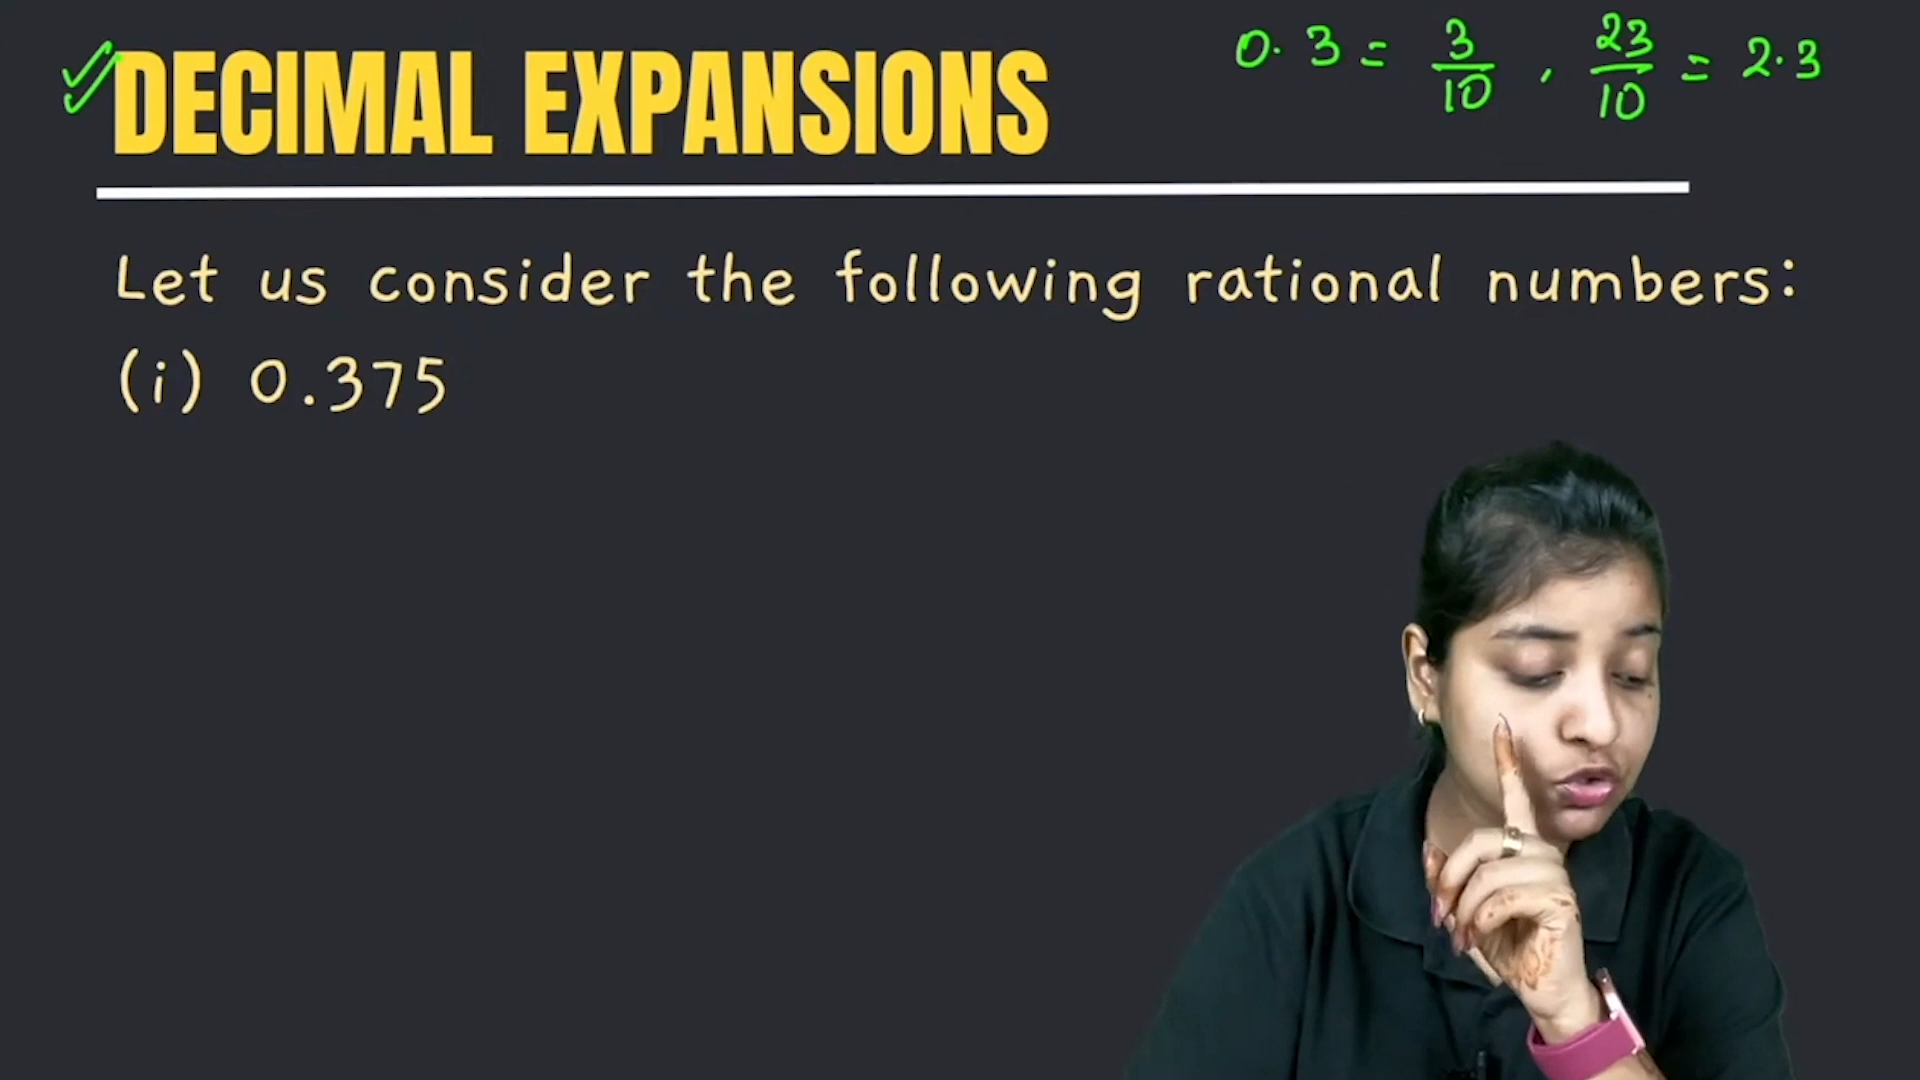 DECIMAL EXPANSIONS
0.3 = 3/10 , 23/10 = 2.3
Let us consider the following rational numbers:
(i) 0.375